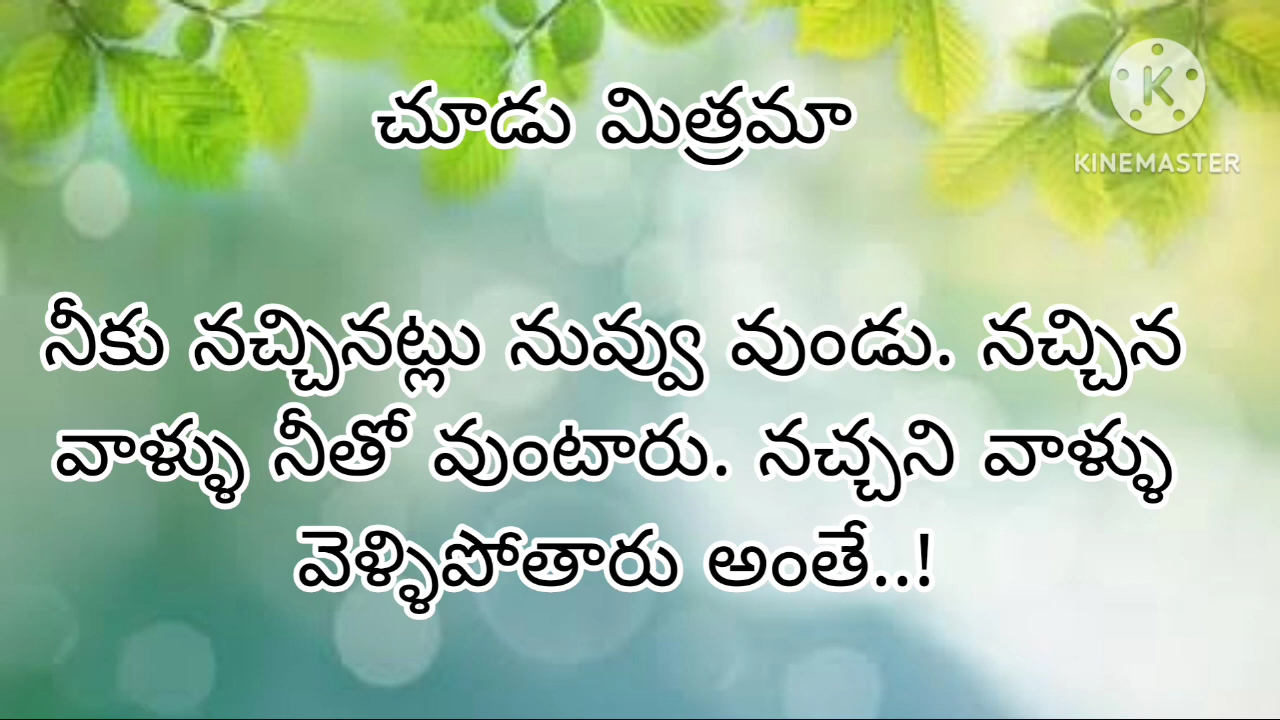 చూడు మిత్రమా
KINEMASTER
నీకు నచ్చినట్లు నువ్వు వుండు. నచ్చిన
వాళ్ళు నీతో వుంటారు. నచ్చని వాళ్ళు
వెళ్ళిపోతారు అంతే..!